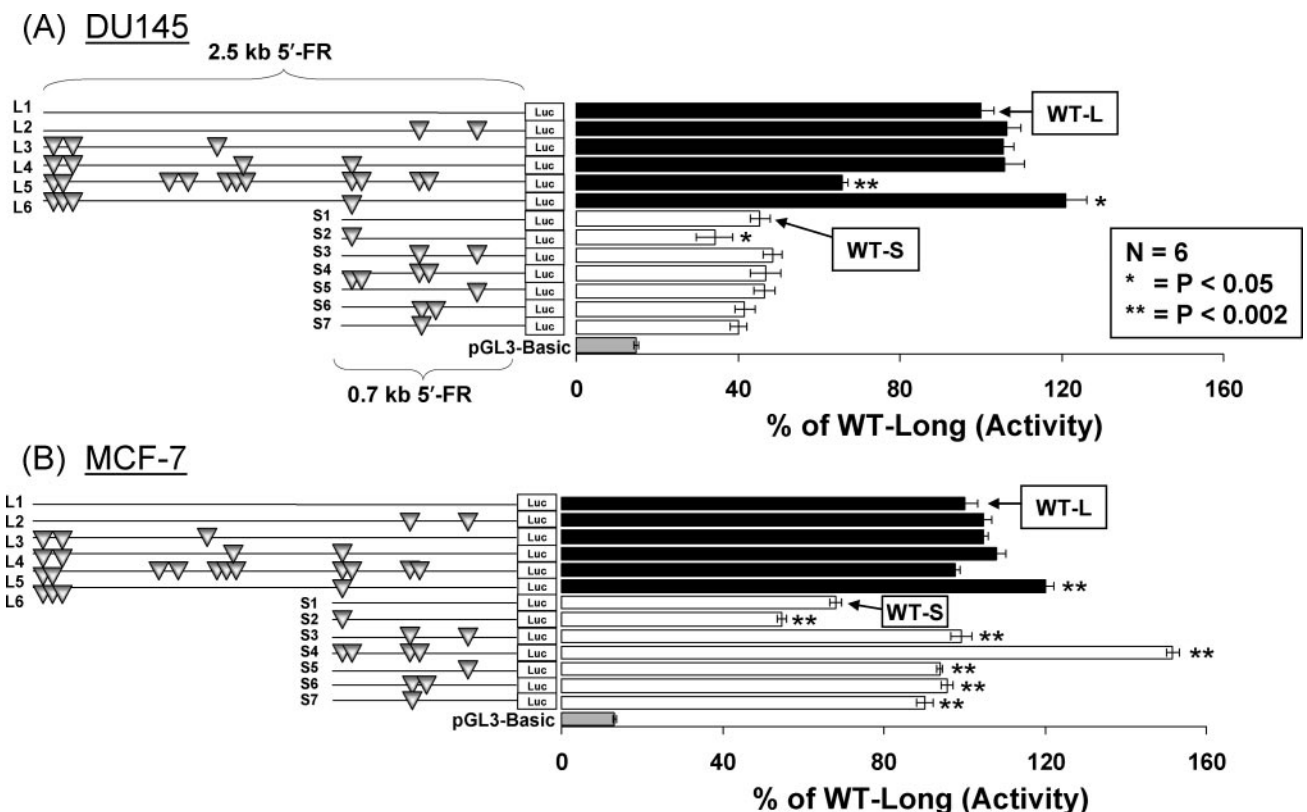 (A) DU145
2.5 kb 5′-FR
L1 Luc WT-L
L2 Luc
L3 Luc
L4 Luc
L5 Luc **
L6 Luc *
S1 Luc WT-S
S2 Luc *
S3 Luc
S4 Luc
S5 Luc
S6 Luc
S7 Luc
pGL3-Basic
N = 6
* = P < 0.05
** = P < 0.002
0.7 kb 5′-FR
0 40 80 120 160
% of WT-Long (Activity)
(B) MCF-7
L1 Luc WT-L
L2 Luc
L3 Luc
L4 Luc
L5 Luc
L6 Luc **
S1 Luc WT-S
S2 Luc **
S3 Luc **
S4 Luc **
S5 Luc **
S6 Luc **
S7 Luc **
pGL3-Basic
0 40 80 120 160
% of WT-Long (Activity)